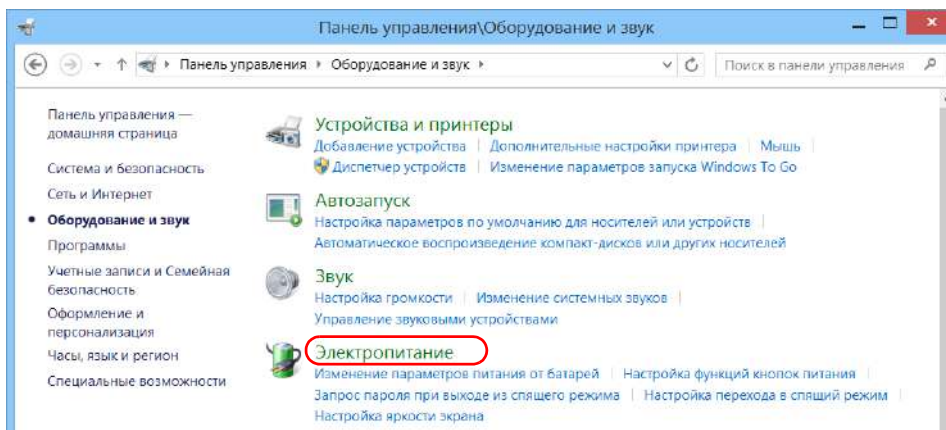 Панель управления\Оборудование и звук
Панель управления Оборудование и звук
Поиск в панели управления
Панель управления —
домашняя страница
Система и безопасность
Сеть и Интернет
Оборудование и звук
Программы
Учетные записи и Семейная
безопасность
Оформление и
персонализация
Часы, язык и регион
Специальные возможности
Устройства и принтеры
Добавление устройства Дополнительные настройки принтера Мышь
Диспетчер устройств Изменение параметров запуска Windows To Go
Автозапуск
Настройка параметров по умолчанию для носителей или устройств
Автоматическое воспроизведение компакт-дисков или других носителей
Звук
Настройка громкости Изменение системных звуков
Управление звуковыми устройствами
Электропитание
Изменение параметров питания от батарей Настройка функций кнопок питания
Запрос пароля при выходе из спящего режима Настройка перехода в спящий режим
Настройка яркости экрана